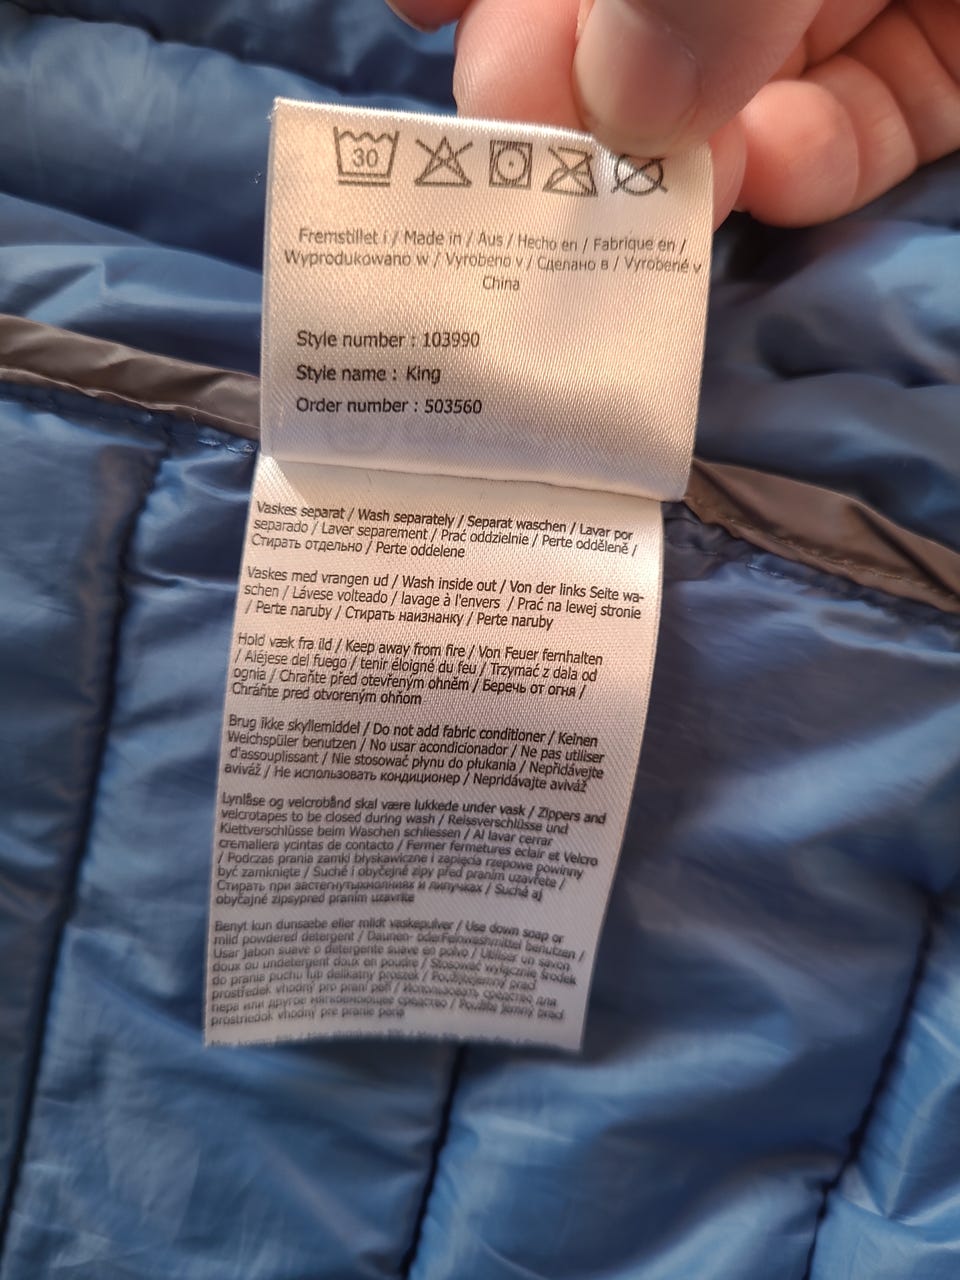 30
Fremstillet i / Made in / Aus / Hecho en / Fabrique en /
Wyprodukowano w / Vyrobeno v / Сделано в / Vyrobené v
China
Style number : 103990
Style name : King
Order number : 503560
Vaskes separat / Wash separately / Separat waschen / Lavar por
separado / Laver separement / Prać oddzielnie / Perte odděleně /
Стирать отдельно / Perte oddelene
Vaskes med vrangen ud / Wash inside out / Von der links Seite wa-
schen / Lávese volteado / lavage à l'envers / Prać na lewej stronie
/ Perte naruby / Стирать наизнанку / Perte naruby
Hold væk fra ild / Keep away from fire / Von Feuer fernhalten
/ Aléjese del fuego / tenir éloigné du feu / Trzymać z dala od
ognia / Chraňte před otevřeným ohněm / Беречь от огня /
Chráňte pred otvoreným ohňom
Brug ikke skyllemiddel / Do not add fabric conditioner / Keinen
Weichspüler benutzen / No usar acondicionador / Ne pas utiliser
d'assouplissant / Nie stosować płynu do płukania / Nepřidávejte
aviváž / Не использовать кондиционер / Nepridávajte aviváž
Lynlåse og velcrobånd skal være lukkede under vask / Zippers and
velcrotapes to be closed during wash / Reissverschlüsse und
Klettverschlüsse beim Waschen schliessen / Al lavar cerrar
cremallera ycintas de contacto / Fermer fermetures eclair et Velcro
/ Podczas prania zamki błyskawiczne i zapięcia rzepowe powinny
być zamknięte / Suché i obyčejné zipy před praním uzavřete /
Стирать при застегнутыхмолниях и липучках / Suché aj
obyčajné zipsypred praním uzavrite
Benyt kun dunsæbe eller mildt vaskepulver / Use down soap or
mild powdered detergent / Daunen- oderFeinwashmittel benutzen /
Usar jabon suave o detergente suave en polvo / Utiliser un savon
doux ou undetergent doux en poudre / Stosować wyłącznie środek
do prania puchu lub delikatny proszek / Použijtejemný prací
prostředek vhodný pro praní peří / Использовать средство для
пера или другое мягкомоющее средство / Použite jemný prací
prostriedok vhodný pre pranie peria